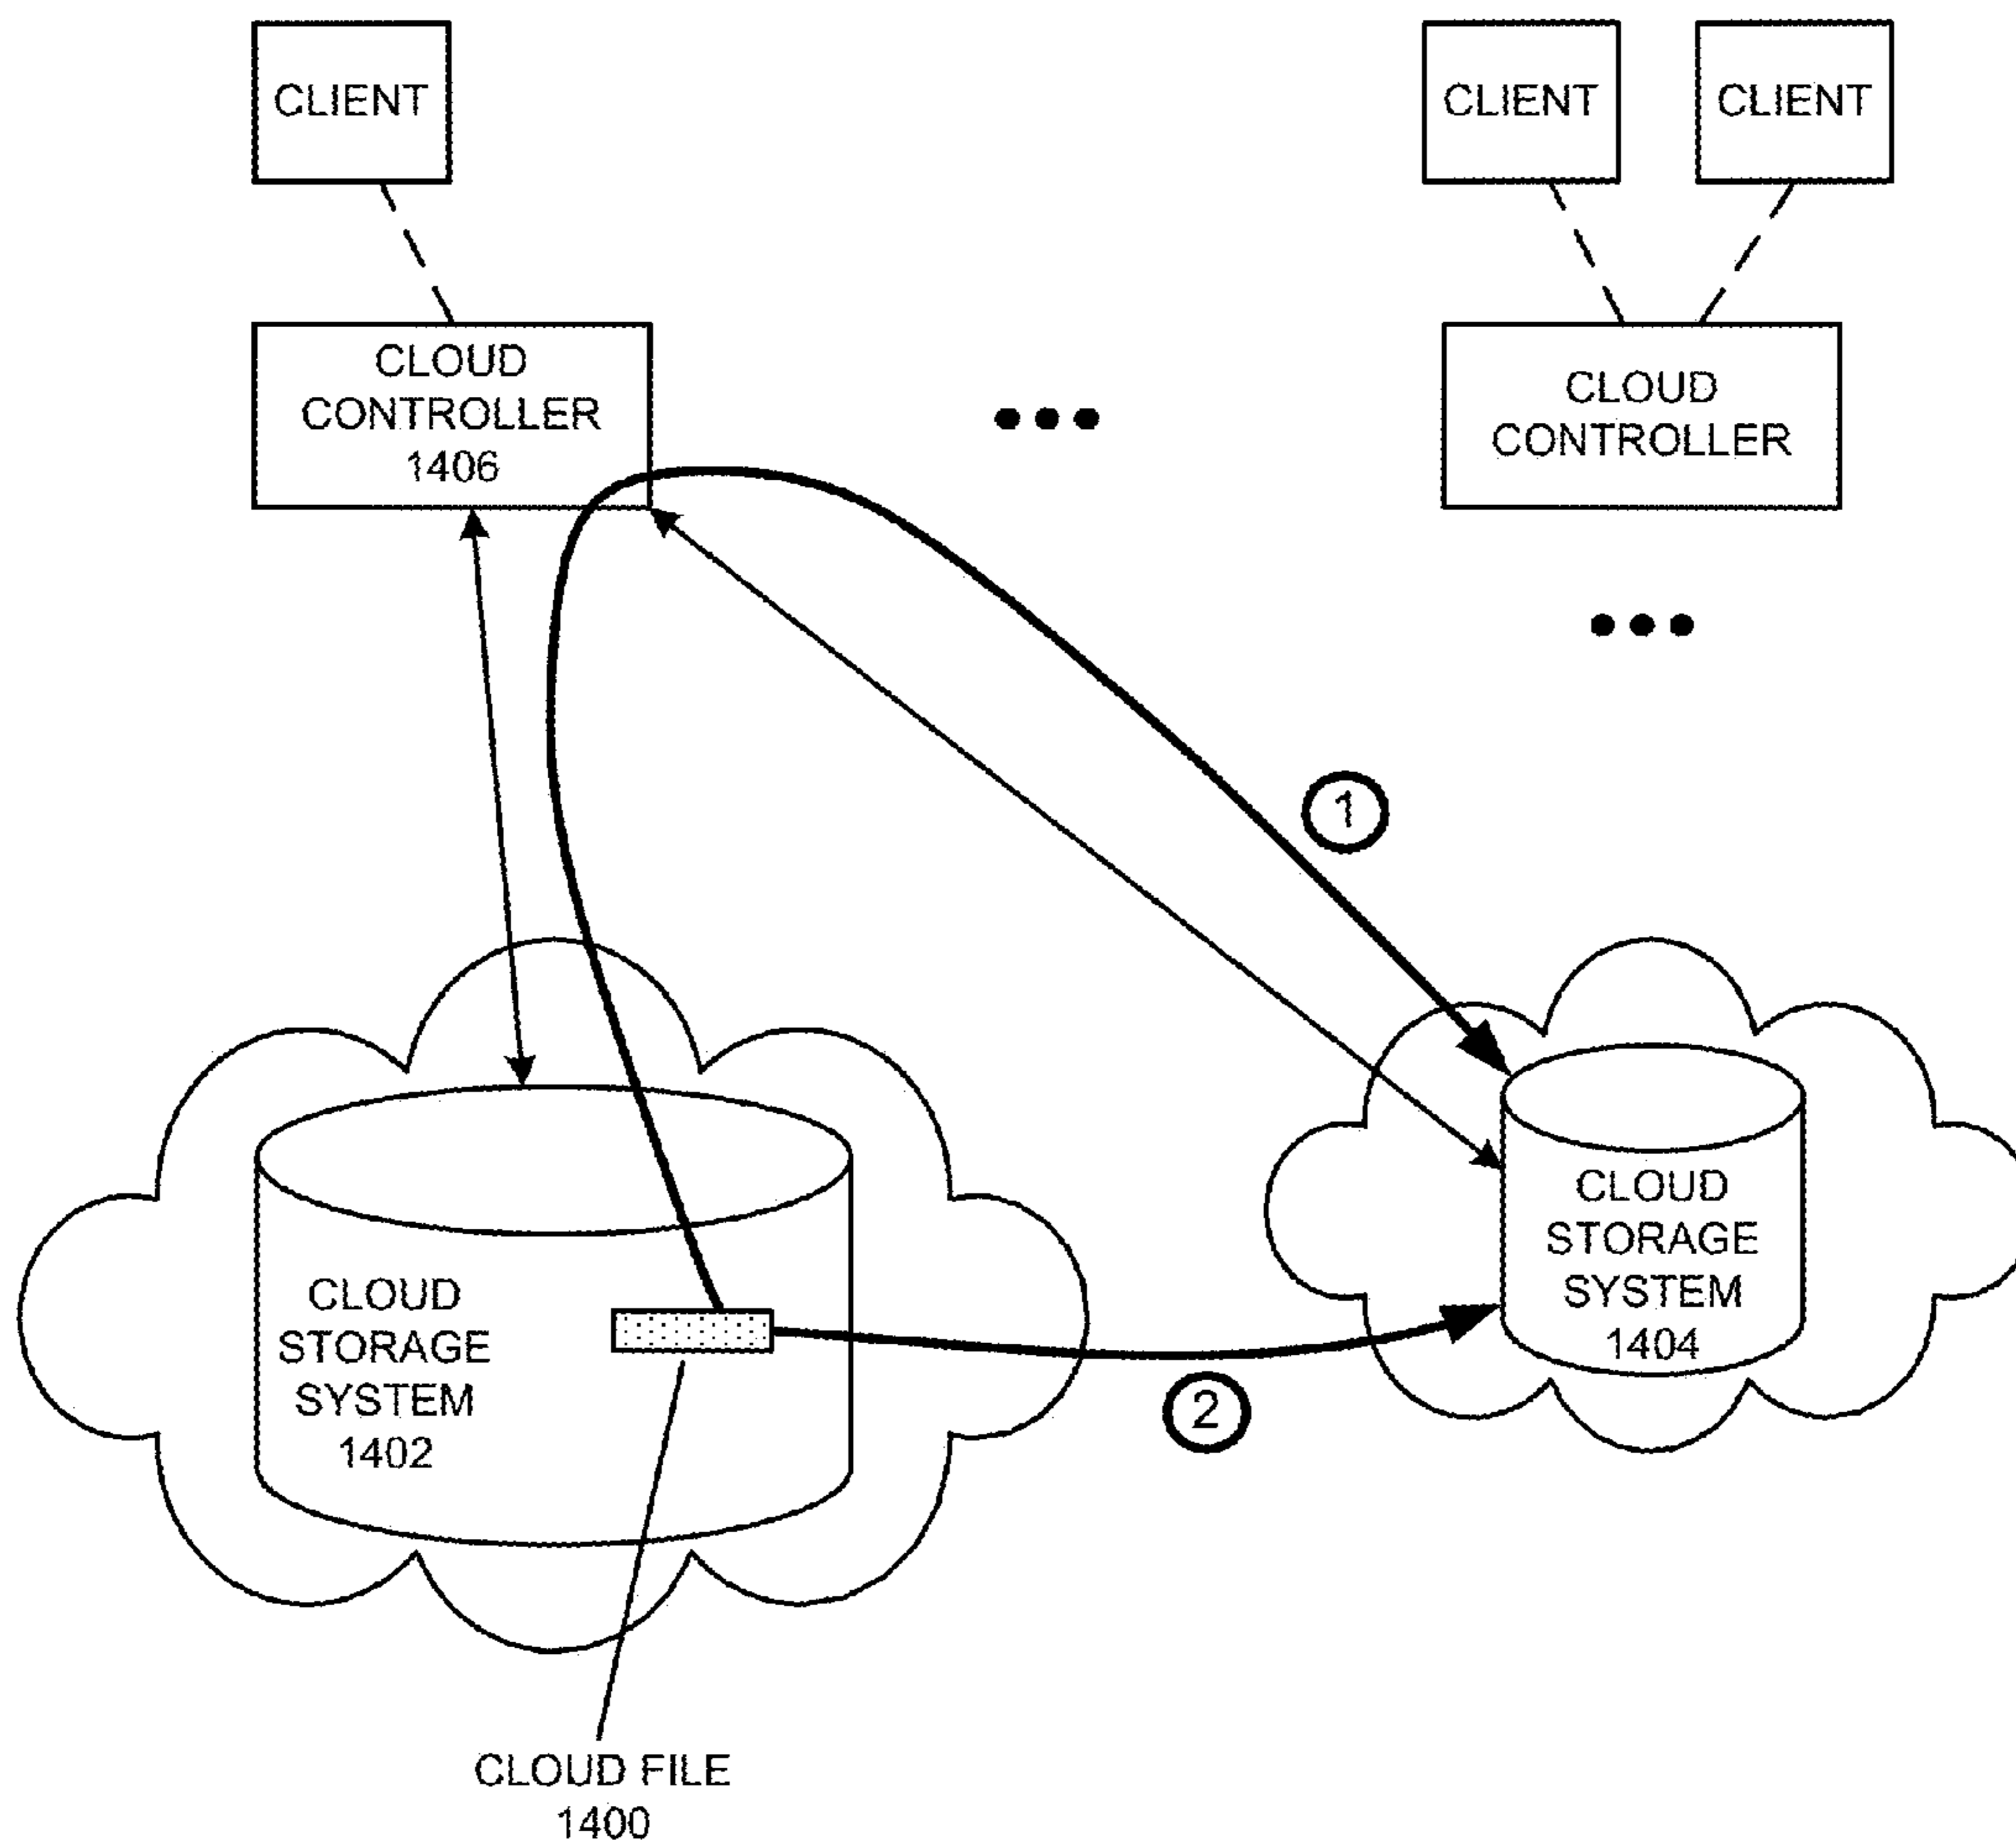 CLIENT
CLIENT
CLIENT
CLOUD
CONTROLLER
1406
CLOUD
CONTROLLER
1
CLOUD
STORAGE
SYSTEM
1404
CLOUD
STORAGE
SYSTEM
1402
2
CLOUD FILE
1400